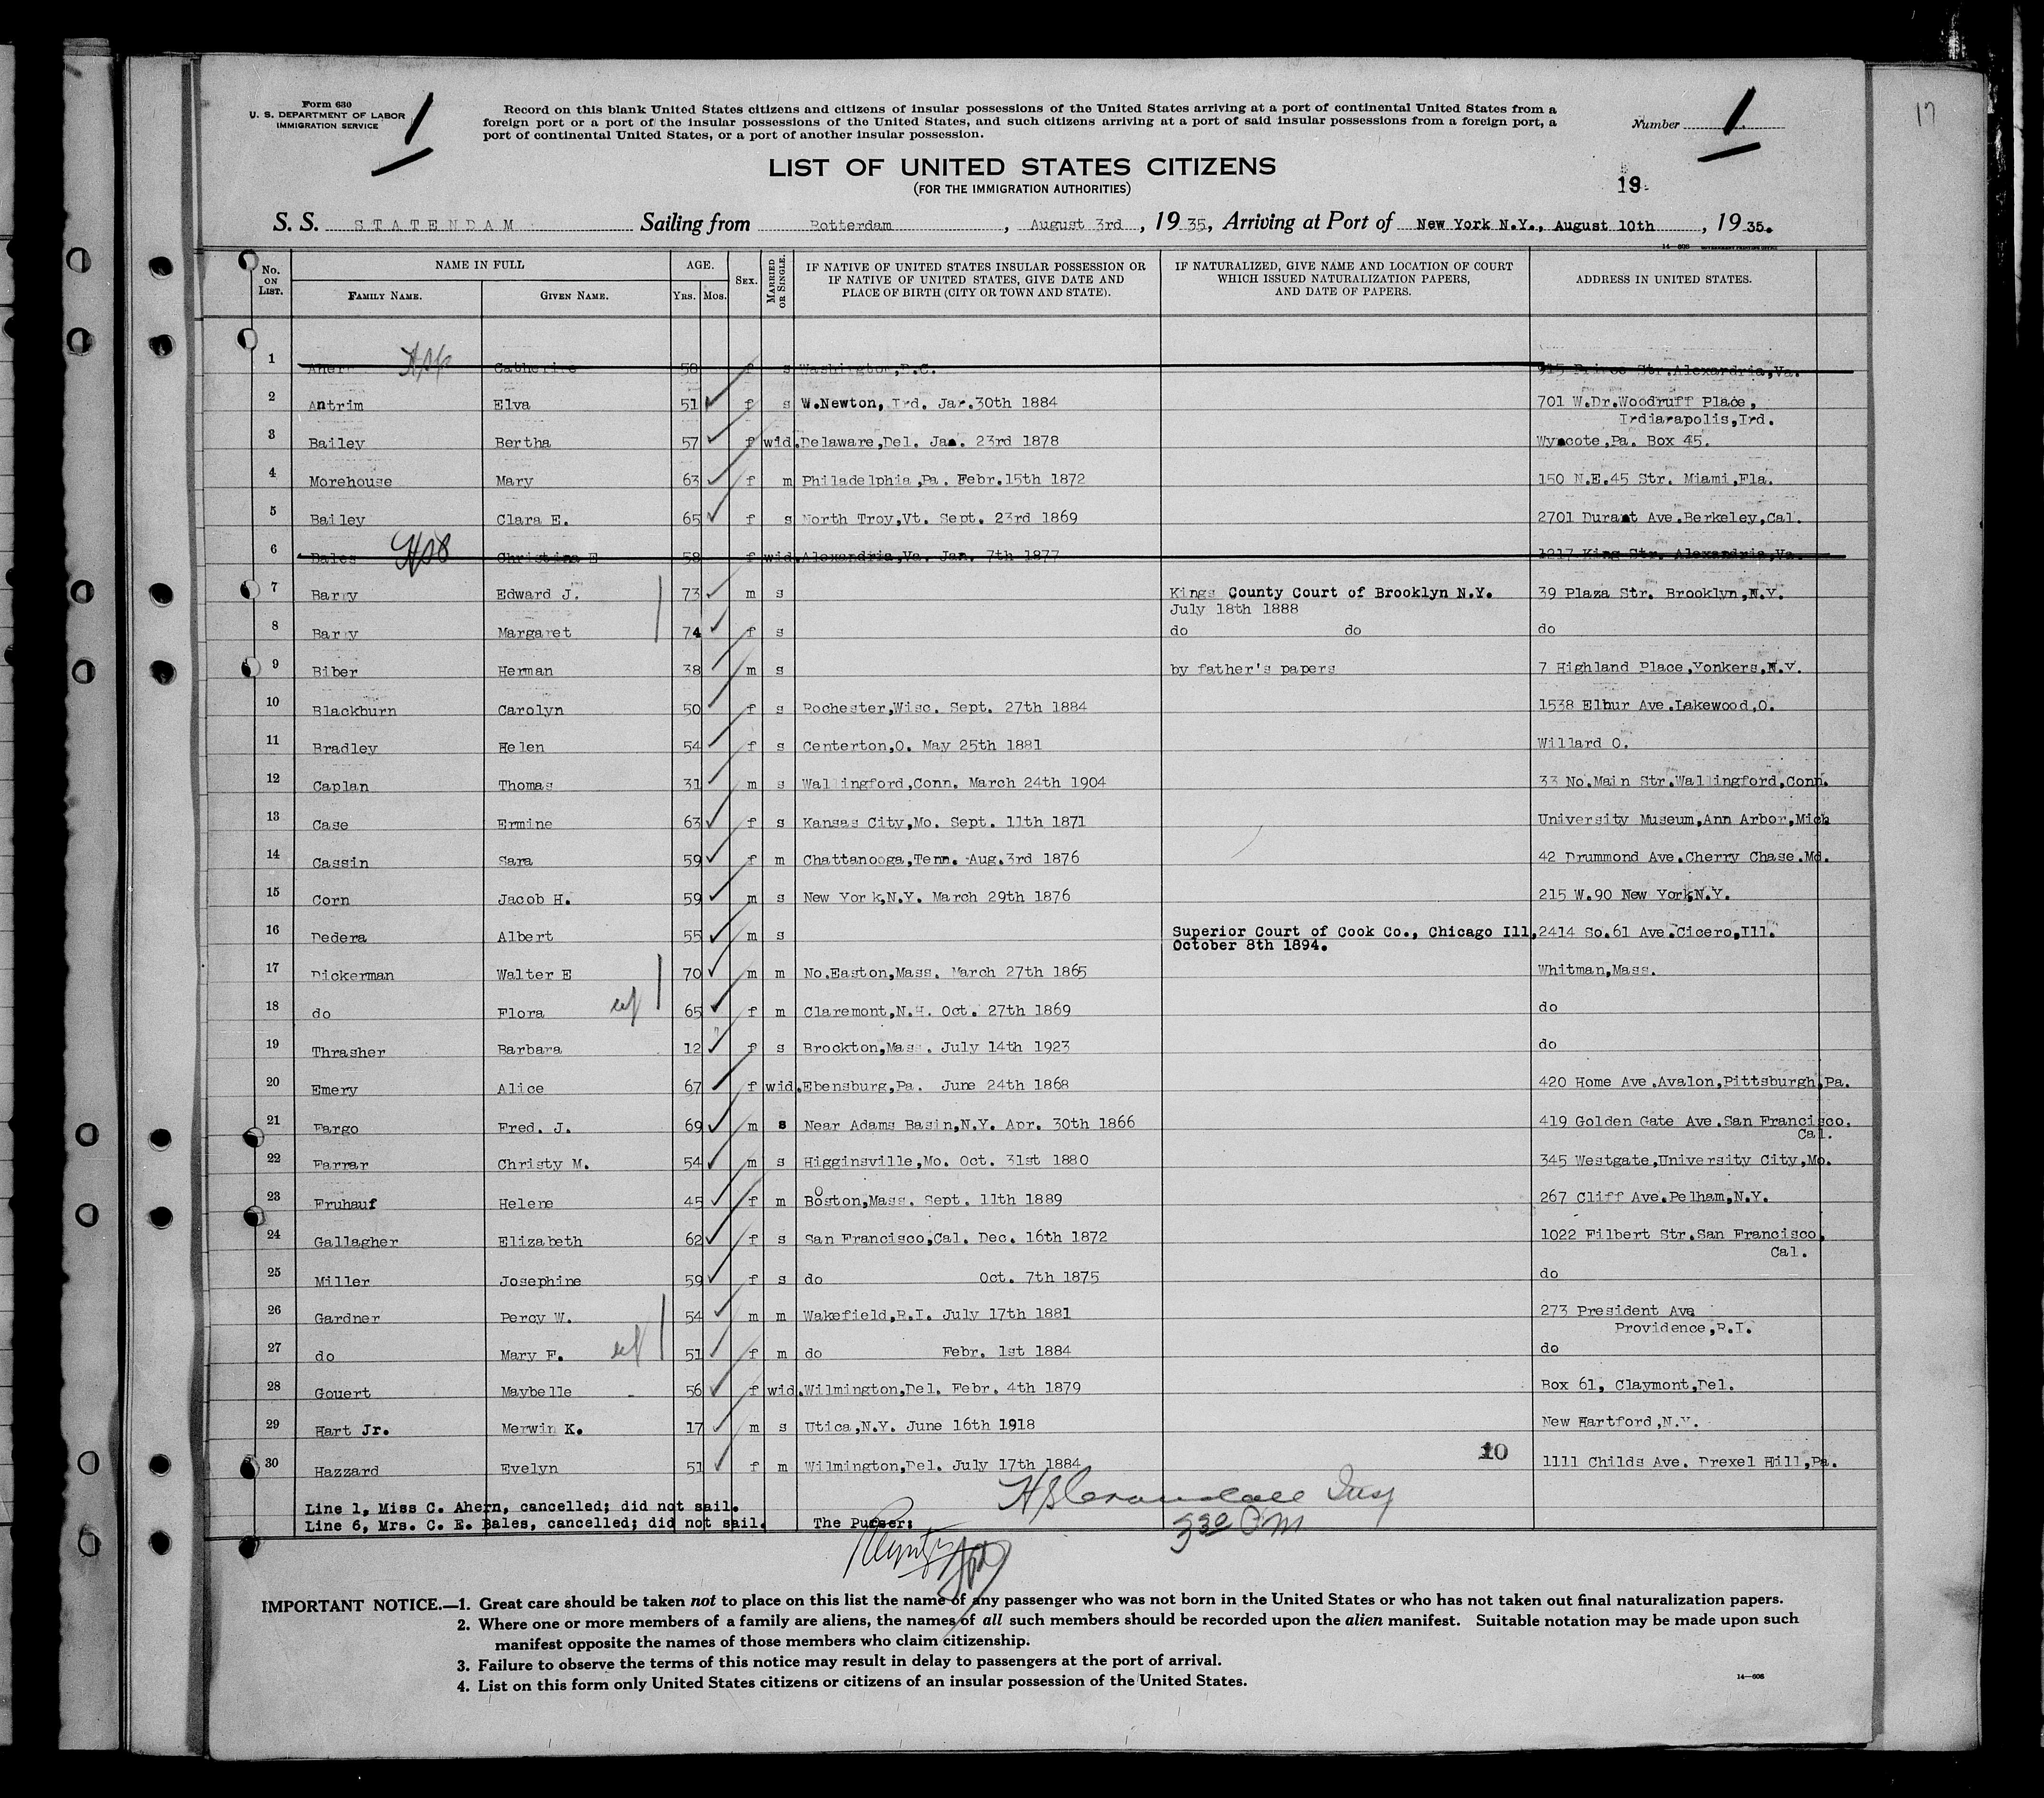 17
Form 630
U. S. DEPARTMENT OF LABOR
IMMIGRATION SERVICE
1
Record on this blank United States citizens and citizens of insular possessions of the United States arriving at a port of continental United States from a
foreign port or a port of the insular possessions of the United States, and such citizens arriving at a port of said insular possessions from a foreign port, a
port of continental United States, or a port of another insular possession.
Number 1
LIST OF UNITED STATES CITIZENS
(FOR THE IMMIGRATION AUTHORITIES)
19
S. S. STATENDAM Sailing from Rotterdam, August 3rd, 1935, Arriving at Port of New York N.Y., August 10th, 1935.
No. ON LIST. NAME IN FULL FAMILY NAME. GIVEN NAME. AGE. YRS. MOS. SEX. MARRIED OR SINGLE. IF NATIVE OF UNITED STATES INSULAR POSSESSION OR IF NATIVE OF UNITED STATES, GIVE DATE AND PLACE OF BIRTH (CITY OR TOWN AND STATE). IF NATURALIZED, GIVE NAME AND LOCATION OF COURT WHICH ISSUED NATURALIZATION PAPERS, AND DATE OF PAPERS. ADDRESS IN UNITED STATES.
1 Ahern Catherine 58 f s Washington,D.C. 915 Prince Str.Alexandria,Va.
2 Antrim Elva 51 f s W.Newton, Ind. Jan.30th 1884 701 W.Dr.Woodruff Place,
Indianapolis,Ind.
3 Bailey Bertha 57 f wid. Delaware,Del. Jan. 23rd 1878 Wyncote,Pa. Box 45.
4 Morehouse Mary 63 f m Philadelphia,Pa. Febr.15th 1872 150 N.E.45 Str. Miami,Fla.
5 Bailey Clara E. 65 f s North Troy,Vt. Sept. 23rd 1869 2701 Durant Ave.Berkeley,Cal.
6 Bales Christina E 58 f wid. Alexandria,Va. Jan. 7th 1877 1217 King Str. Alexandria,Va.
7 Barry Edward J. 73 m s Kings County Court of Brooklyn N.Y. 39 Plaza Str. Brooklyn,N.Y.
July 18th 1888
8 Barry Margaret 74 f s do do do
9 Biber Herman 38 m s by father's papers 7 Highland Place,Yonkers,N.Y.
10 Blackburn Carolyn 50 f s Rochester,Wisc. Sept. 27th 1884 1538 Elbur Ave.Lakewood,O.
11 Bradley Helen 54 f s Centerton,O. May 25th 1881 Willard O.
12 Caplan Thomas 31 m s Wallingford,Conn. March 24th 1904 33 No.Main Str.Wallingford,Conn.
13 Case Ermine 63 f s Kansas City,Mo. Sept. 11th 1871 University Museum,Ann Arbor,Mich
14 Cassin Sara 59 f m Chattanooga,Tenn. Aug.3rd 1876 42 Drummond Ave.Cherry Chase.Md.
15 Corn Jacob H. 59 m s New York,N.Y. March 29th 1876 215 W.90 New York,N.Y.
16 Dedera Albert 55 m s Superior Court of Cook Co., Chicago Ill. 2414 So.61 Ave.Cicero,Ill.
October 8th 1894.
17 Dickerman Walter E 70 m m No.Easton,Mass. March 27th 1865 Whitman,Mass.
18 do Flora 65 f m Claremont,N.H. Oct. 27th 1869 do
19 Thrasher Barbara 12 f s Brockton,Mass. July 14th 1923 do
20 Emery Alice 67 f wid. Ebensburg,Pa. June 24th 1868 420 Home Ave.Avalon,Pittsburgh,Pa.
21 Fargo Fred. J. 69 m s Near Adams Basin,N.Y. Apr. 30th 1866 419 Golden Gate Ave.San Francisco,
Cal.
22 Farrar Christy M. 54 m s Higginsville,Mo. Oct. 31st 1880 345 Westgate,University City,Mo.
23 Fruhauf Helene 45 f m Boston,Mass. Sept. 11th 1889 267 Cliff Ave.Pelham,N.Y.
24 Gallagher Elizabeth 62 f s San Francisco,Cal. Dec. 16th 1872 1022 Filbert Str.San Francisco,
Cal.
25 Miller Josephine 59 f s do Oct. 7th 1875 do
26 Gardner Percy W. 54 m m Wakefield,R.I. July 17th 1881 273 President Ave
Providence,R.I.
27 do Mary F. 51 f m do Febr. 1st 1884 do
28 Gouert Maybelle 56 f wid. Wilmington,Del. Febr. 4th 1879 Box 61, Claymont,Del.
29 Hart Jr. Merwin K. 17 m s Utica,N.Y. June 16th 1918 New Hartford,N.Y.
30 Hazzard Evelyn 51 f m Wilmington,Del. July 17th 1884 10 1111 Childs Ave. Drexel Hill,Pa.
Line 1, Miss C. Ahern, cancelled; did not sail.
Line 6, Mrs. C. E. Bales, cancelled; did not sail. The Purser:
330 Pm
IMPORTANT NOTICE.—1. Great care should be taken not to place on this list the name of any passenger who was not born in the United States or who has not taken out final naturalization papers.
2. Where one or more members of a family are aliens, the names of all such members should be recorded upon the alien manifest. Suitable notation may be made upon such
manifest opposite the names of those members who claim citizenship.
3. Failure to observe the terms of this notice may result in delay to passengers at the port of arrival.
4. List on this form only United States citizens or citizens of an insular possession of the United States.